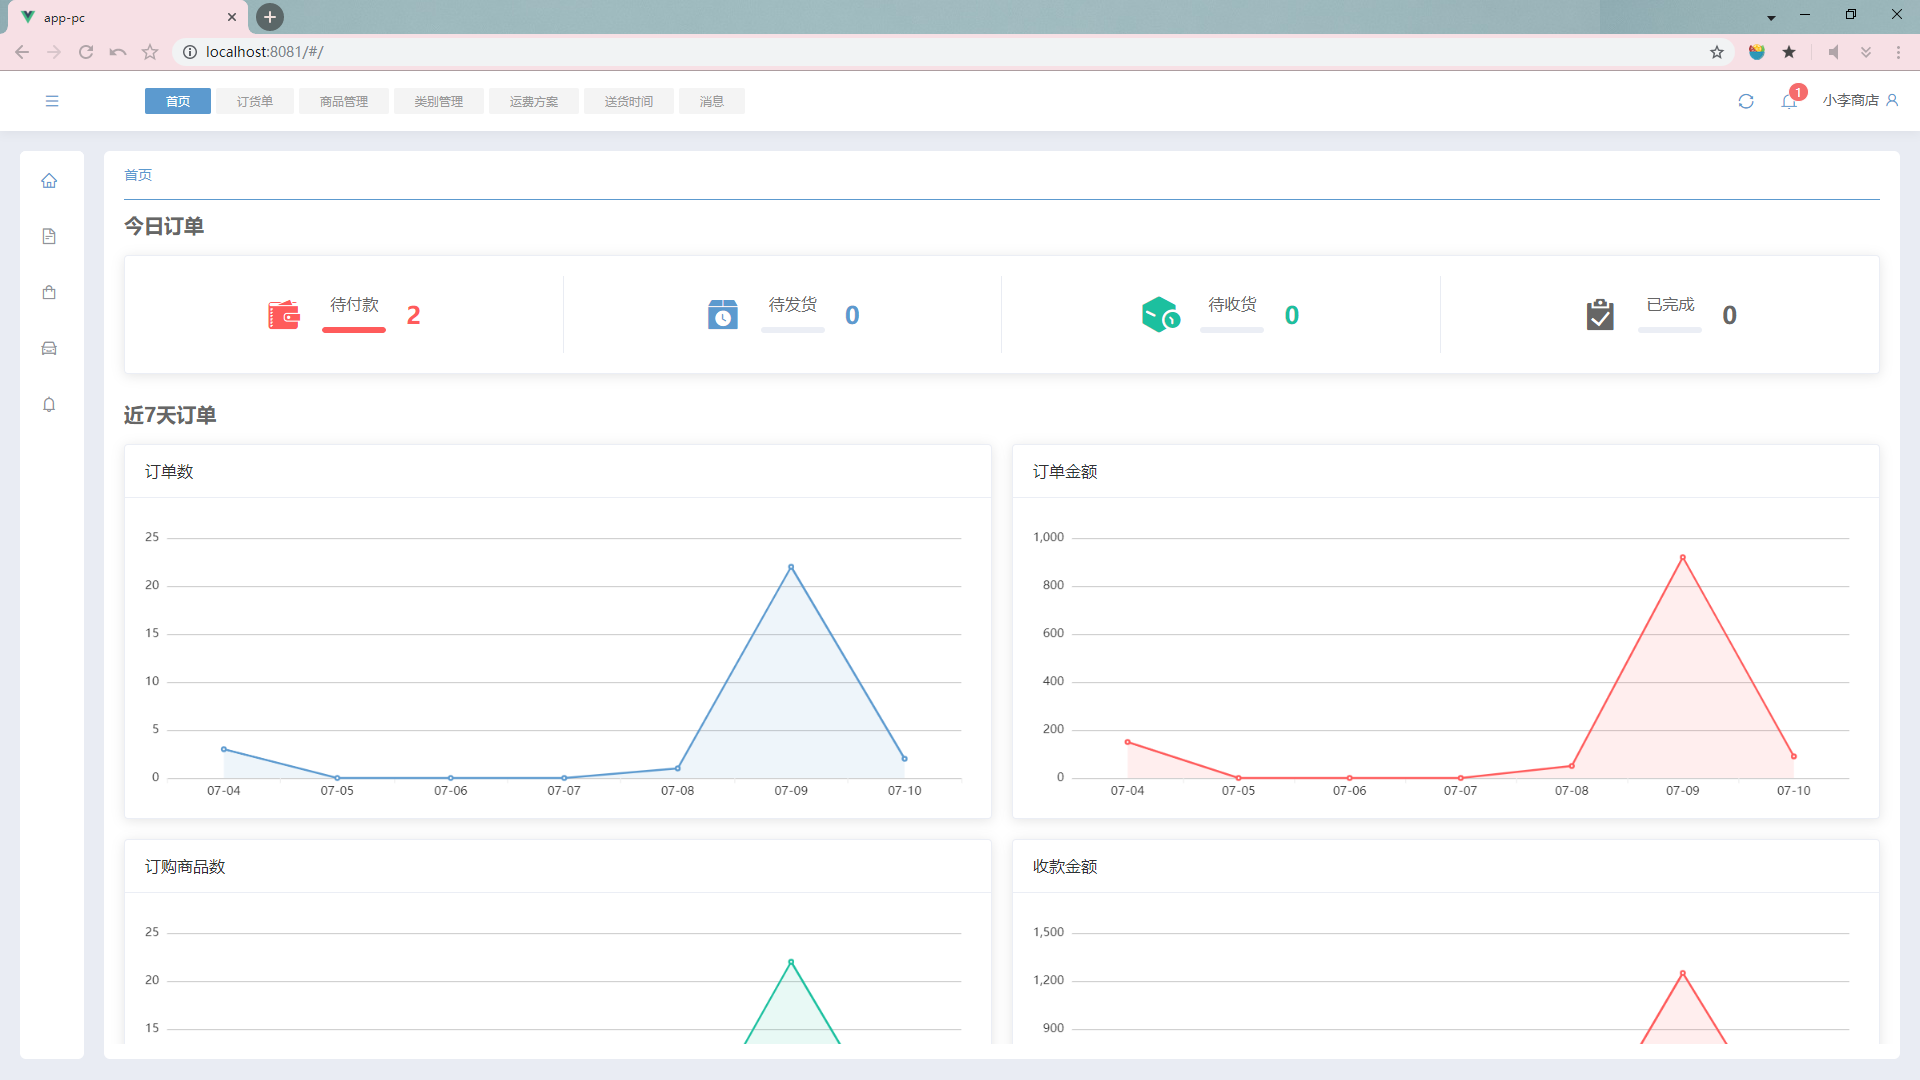 app-pc
localhost:8081/#/
首页 订货单 商品管理 类别管理 运费方案 送货时间 消息 1 小李商店
首页
今日订单
待付款 2 待发货 0 待收货 0 已完成 0
近7天订单
订单数
25
20
15
10
5
0
07-04 07-05 07-06 07-07 07-08 07-09 07-10
订单金额
1,000
800
600
400
200
0
07-04 07-05 07-06 07-07 07-08 07-09 07-10
订购商品数
25
20
15
收款金额
1,500
1,200
900